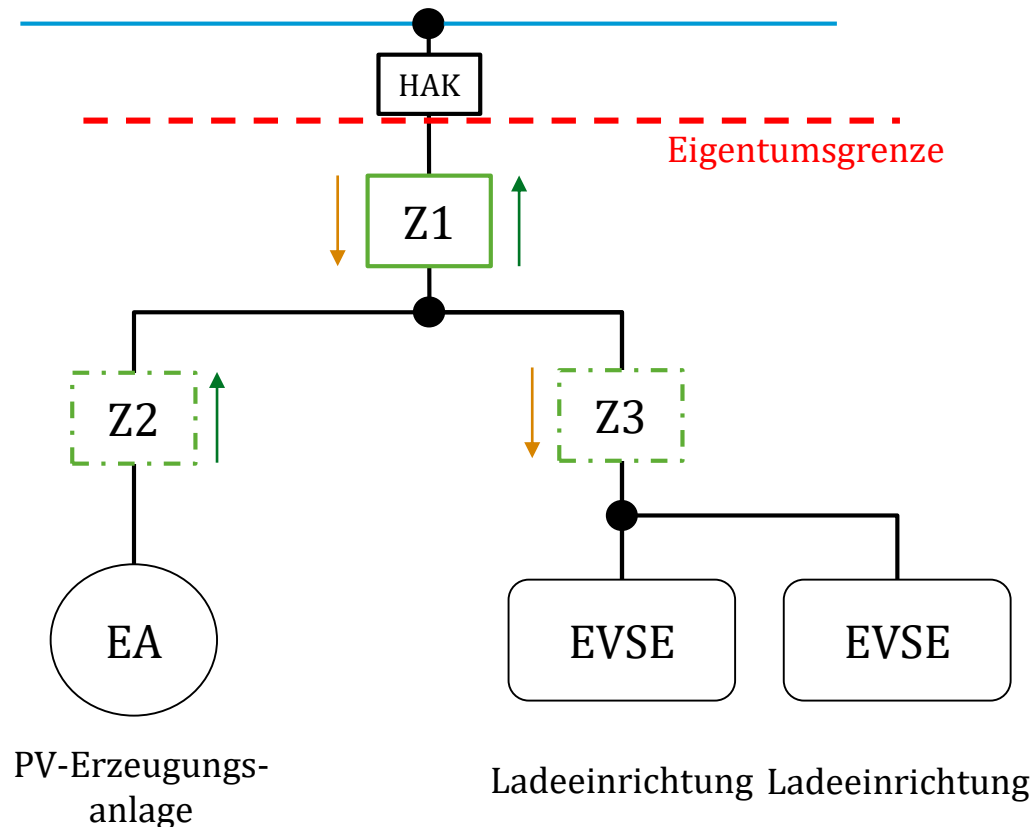 HAK
Eigentumsgrenze
Z1
Z2
Z3
EA
EVSE
EVSE
PV-Erzeugungs-
anlage
Ladeeinrichtung
Ladeeinrichtung